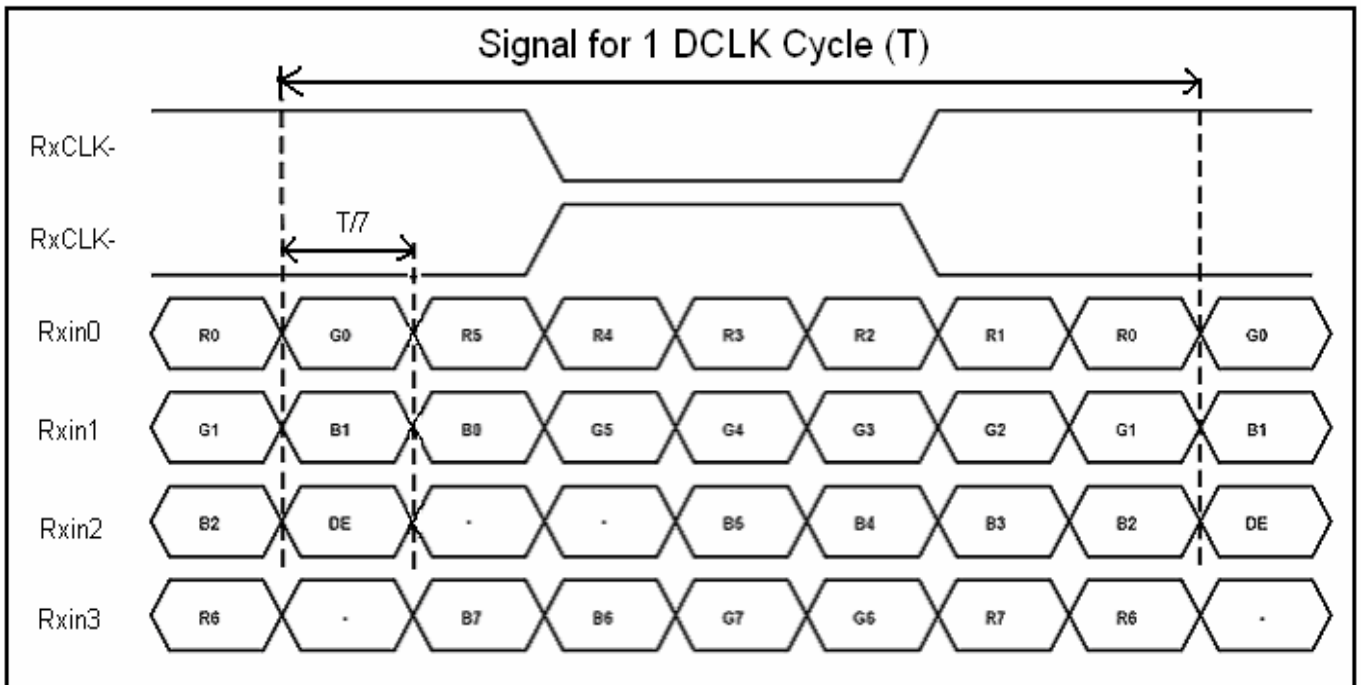 Signal for 1 DCLK Cycle (T)
RxCLK-
T/7
RxCLK-
Rxin0 R0 G0 R5 R4 R3 R2 R1 R0 G0
Rxin1 G1 B1 B0 G5 G4 G3 G2 G1 B1
Rxin2 B2 DE - - B5 B4 B3 B2 DE
Rxin3 R6 - B7 B6 G7 G6 R7 R6 -